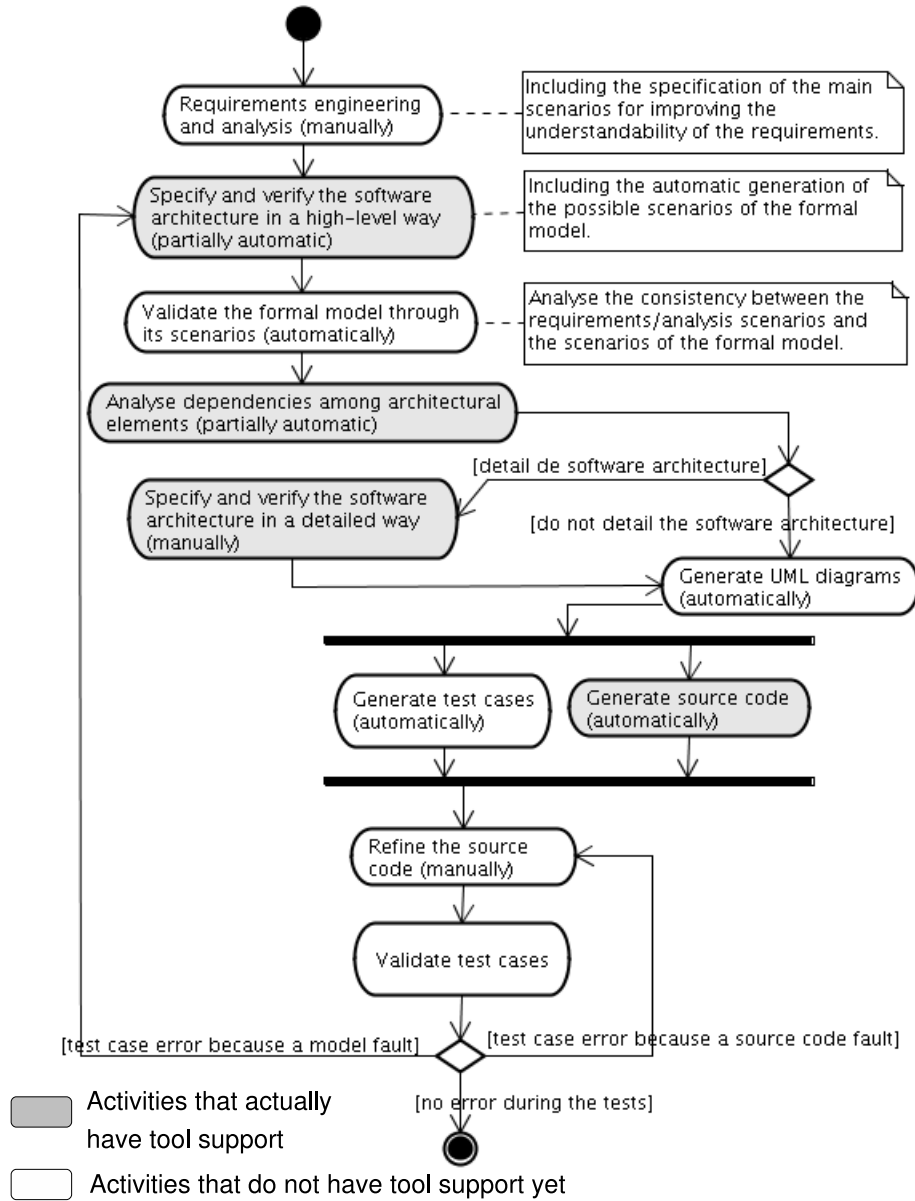 Requirements engineering
and analysis (manually)
Including the specification of the main
scenarios for improving the
understandability of the requirements.
Specify and verify the software
architecture in a high-level way
(partially automatic)
Including the automatic generation of
the possible scenarios of the formal
model.
Validate the formal model through
its scenarios (automatically)
Analyse the consistency between the
requirements/analysis scenarios and
the scenarios of the formal model.
Analyse dependencies among architectural
elements (partially automatic)
[detail de software architecture]
Specify and verify the software
architecture in a detailed way
(manually)
[do not detail the software architecture]
Generate UML diagrams
(automatically)
Generate test cases
(automatically)
Generate source code
(automatically)
Refine the source
code (manually)
Validate test cases
[test case error because a model fault]
[test case error because a source code fault]
[no error during the tests]
Activities that actually
have tool support
Activities that do not have tool support yet